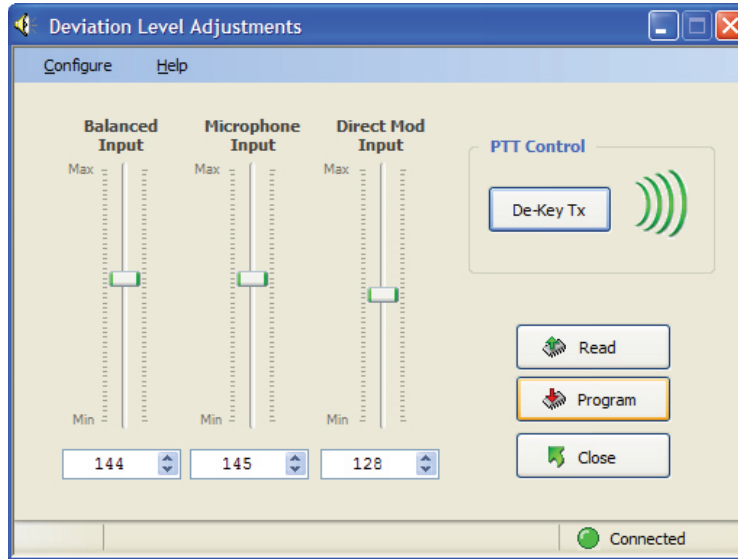 Deviation Level Adjustments
Configure Help
Balanced Input
Microphone Input
Direct Mod Input
Max
Max
Max
Min
Min
Min
144
145
128
PTT Control
De-Key Tx
Read
Program
Close
Connected